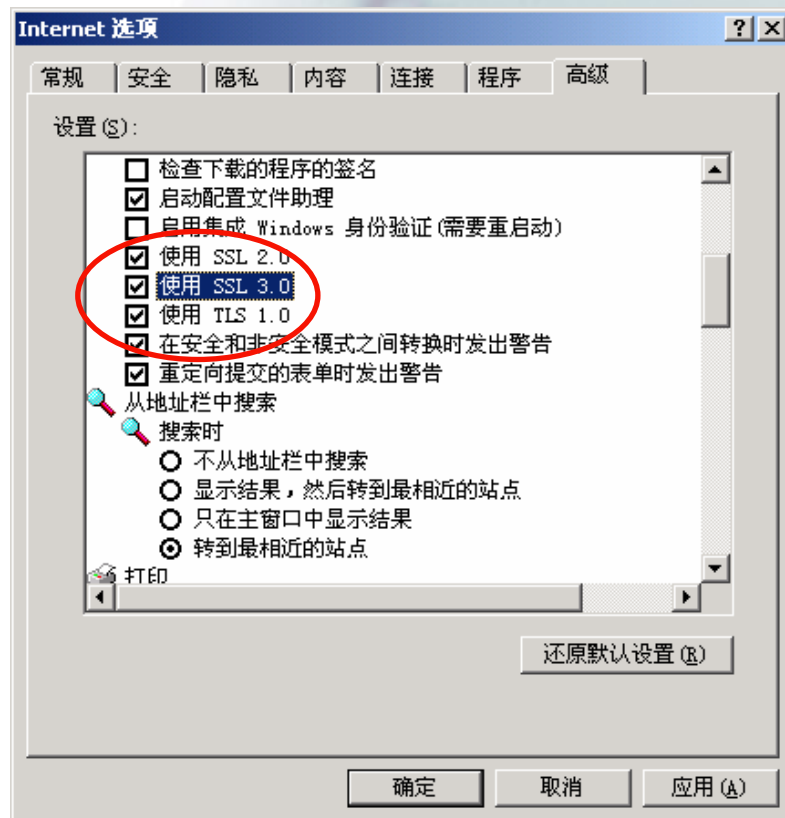 Internet 选项
常规 安全 隐私 内容 连接 程序 高级
设置(S):
检查下载的程序的签名
启动配置文件助理
启用集成 Windows 身份验证(需要重启动)
使用 SSL 2.0
使用 SSL 3.0
使用 TLS 1.0
在安全和非安全模式之间转换时发出警告
重定向提交的表单时发出警告
从地址栏中搜索
搜索时
不从地址栏中搜索
显示结果，然后转到最相近的站点
只在主窗口中显示结果
转到最相近的站点
打印
还原默认设置(R)
确定 取消 应用(A)